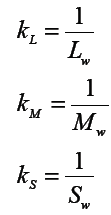 k_L = 1/L_w
k_M = 1/M_w
k_S = 1/S_w